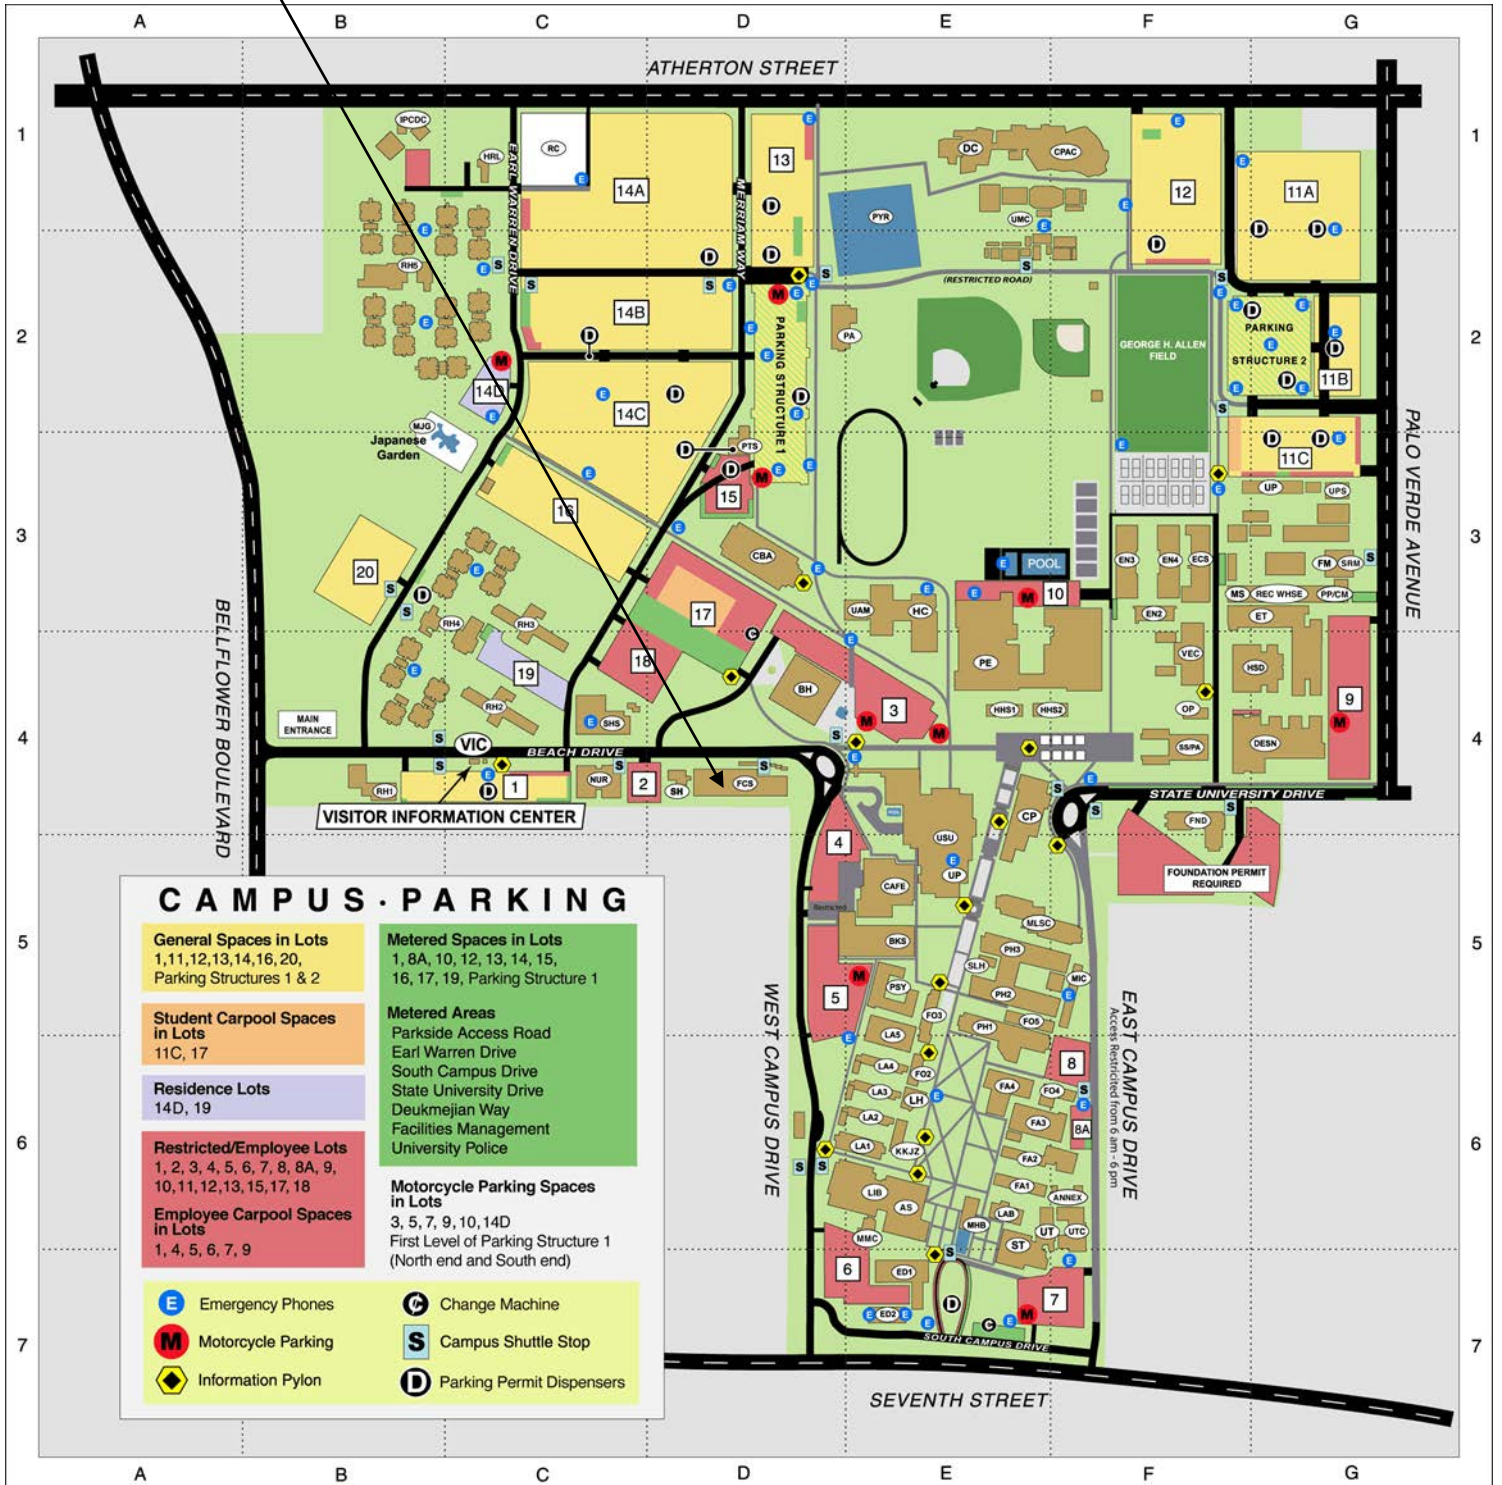 A B C D E F G
ATHERTON STREET
1 1
IPCDC
HRL
RC
EARL WARREN DRIVE
14A
MERRIAM WAY
13
D
DC
CPAC
PYR
UMC
12
11A
RH5
(RESTRICTED ROAD)
2 2
14B
PARKING STRUCTURE 1
PA
GEORGE H. ALLEN
FIELD
PARKING
STRUCTURE 2
11B
14D
14C
MJG
Japanese
Garden
PTS
15
11C
UP
UPS
PALO VERDE AVENUE
3 3
16
CBA
20
EN3
EN4
ECS
FM
SRM
POOL
10
MS
REC WHSE
PP/CM
17
UAM
HC
EN2
ET
RH4
RH3
BELLFLOWER BOULEVARD
18
19
PE
VEC
HSD
BH
3
9
RH2
SHS
HHS1
HHS2
OP
MAIN
ENTRANCE
4 4
VIC
BEACH DRIVE
SS/PA
DESN
RH1
1
NUR
2
SH
FCS
STATE UNIVERSITY DRIVE
VISITOR INFORMATION CENTER
CP
FND
4
USU
UP
FOUNDATION PERMIT
REQUIRED
CAFE
Restricted
MLSC
5 5
BKS
PH3
SLH
MIC
PSY
PH2
5
WEST CAMPUS DRIVE
EAST CAMPUS DRIVE
Access Restricited from 6 am - 6 pm
FO3
PH1
FO5
LA5
8
LA4
FO2
FA4
FO4
LA3
LH
LA2
FA3
8A
6 6
LA1
KKJZ
FA2
LIB
FA1
ANNEX
AS
LAB
MHB
UT
UTC
MMC
ST
6
ED1
7
ED2
SOUTH CAMPUS DRIVE
7 7
SEVENTH STREET
CAMPUS · PARKING
General Spaces in Lots
1,11,12,13,14,16, 20,
Parking Structures 1 & 2
Student Carpool Spaces
in Lots
11C, 17
Residence Lots
14D, 19
Restricted/Employee Lots
1, 2, 3, 4, 5, 6, 7, 8, 8A, 9,
10,11,12,13,15,17,18
Employee Carpool Spaces
in Lots
1, 4, 5, 6, 7, 9
Metered Spaces in Lots
1, 8A, 10, 12, 13, 14, 15,
16, 17, 19, Parking Structure 1
Metered Areas
Parkside Access Road
Earl Warren Drive
South Campus Drive
State University Drive
Deukmejian Way
Facilities Management
University Police
Motorcycle Parking Spaces
in Lots
3, 5, 7, 9, 10, 14D
First Level of Parking Structure 1
(North end and South end)
E Emergency Phones
M Motorcycle Parking
Information Pylon
C Change Machine
S Campus Shuttle Stop
D Parking Permit Dispensers
A B C D E F G